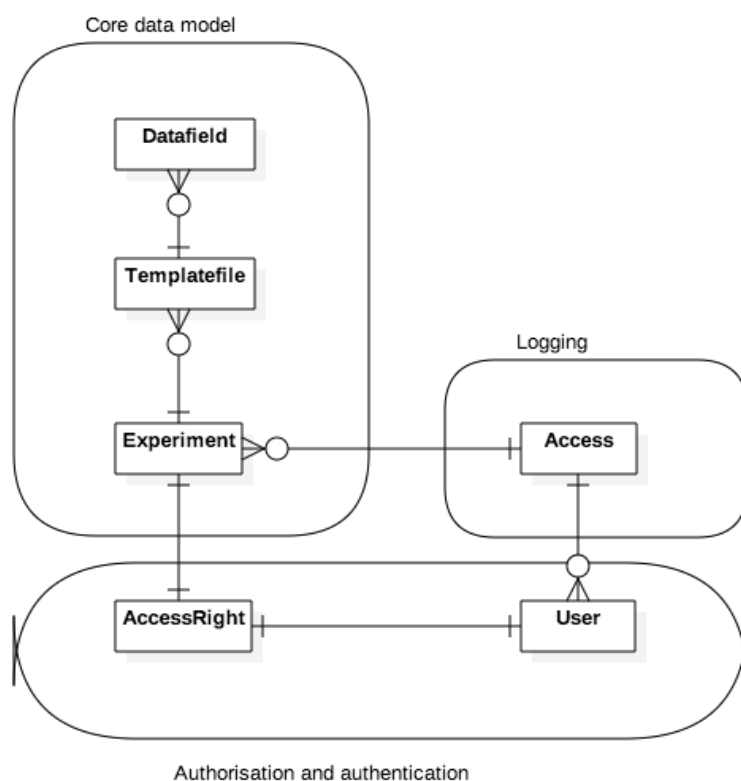 Core data model
Datafield
Templatefile
Logging
Experiment
Access
AccessRight
User
Authorisation and authentication